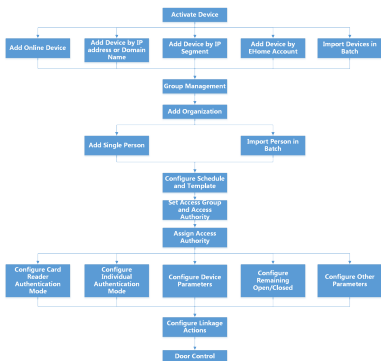 Activate Device
Add Online Device
Add Device by IP
address or Domain
Name
Add Device by IP
Segment
Add Device by
EHome Account
Import Devices in
Batch
Group Management
Add Organization
Add Single Person
Import Person in
Batch
Configure Schedule
and Template
Set Access Group
and Access
Authority
Assign Access
Authority
Configure Card
Reader
Authentication
Mode
Configure
Individual
Authentication
Mode
Configure Device
Parameters
Configure
Remaining
Open/Closed
Configure Other
Parameters
Configure Linkage
Actions
Door Control